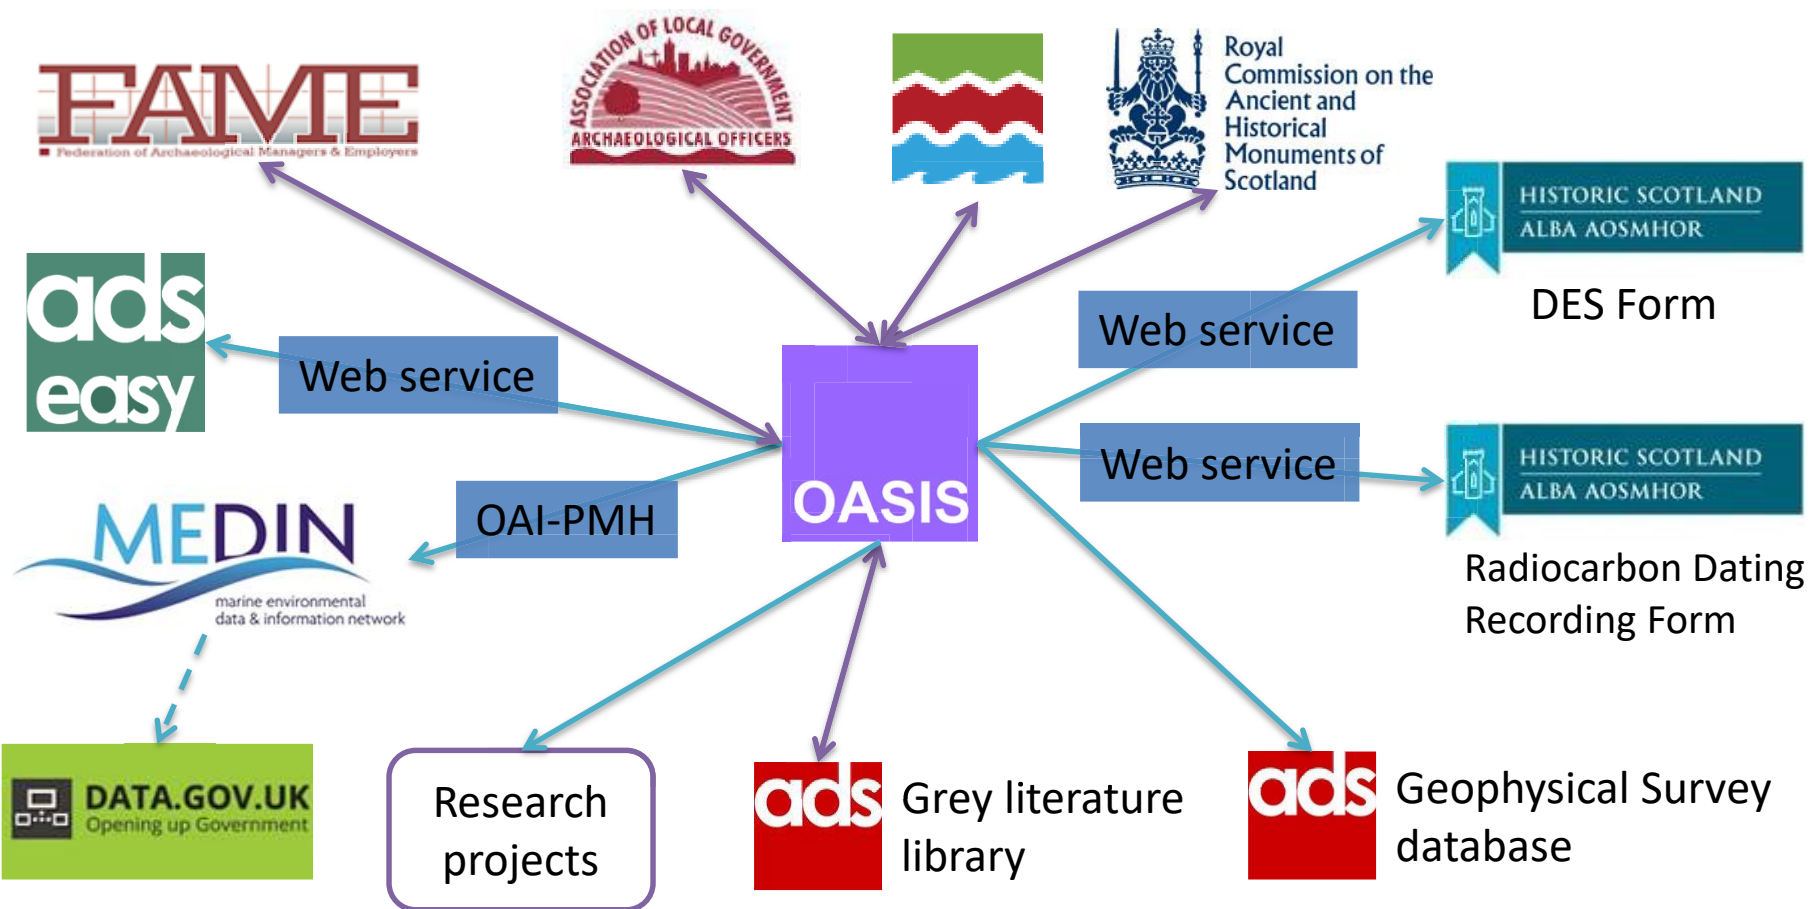 FAME
Federation of Archaeological Managers & Employers
ASSOCIATION OF LOCAL GOVERNMENT
ARCHAEOLOGICAL OFFICERS
Royal
Commission on the
Ancient and
Historical
Monuments of
Scotland
HISTORIC SCOTLAND
ALBA AOSMHOR
DES Form
ads
easy
Web service
Web service
OASIS
Web service
HISTORIC SCOTLAND
ALBA AOSMHOR
Radiocarbon Dating
Recording Form
MEDIN
marine environmental
data & information network
OAI-PMH
DATA.GOV.UK
Opening up Government
Research
projects
ads
Grey literature
library
ads
Geophysical Survey
database